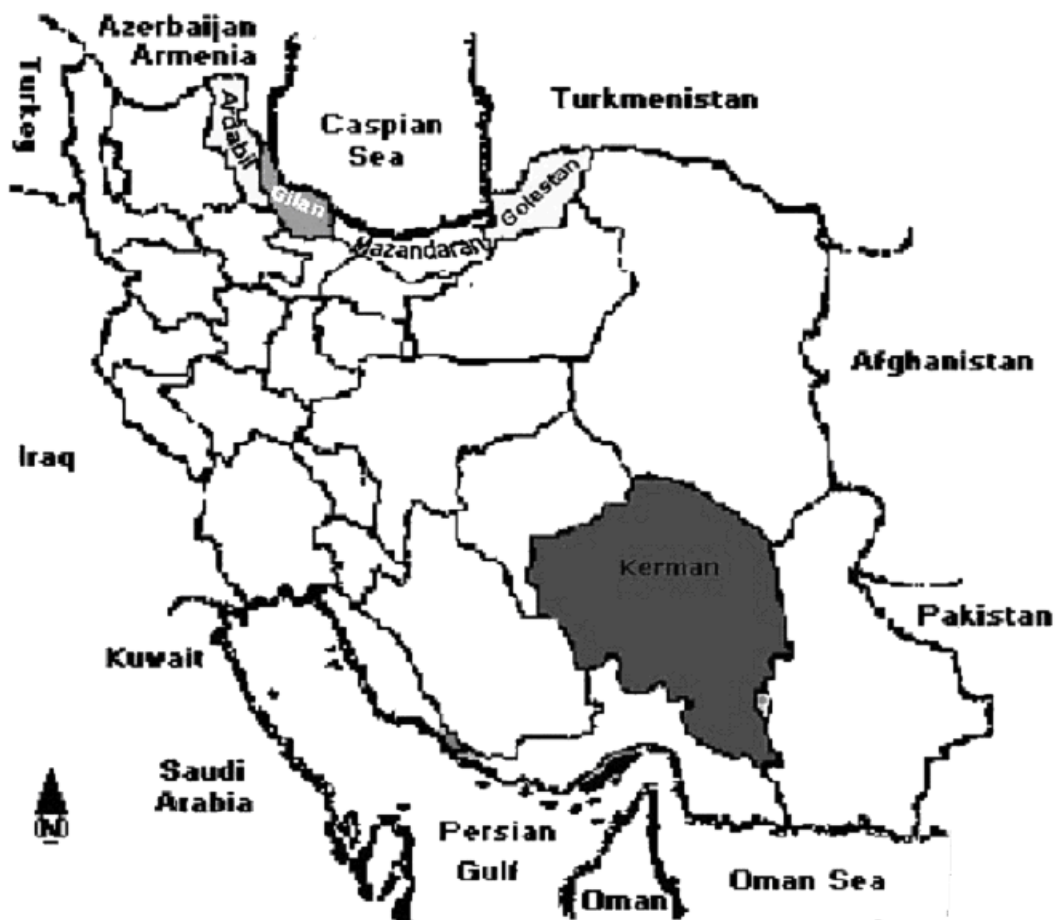 Azerbaijan
Armenia
Turkey
Ardabil
Caspian
Sea
Turkmenistan
Gilan
Golestan
Mazandaran
Afghanistan
Iraq
Kerman
Pakistan
Kuwait
Saudi
Arabia
(N)
Persian
Gulf
Oman
Oman Sea